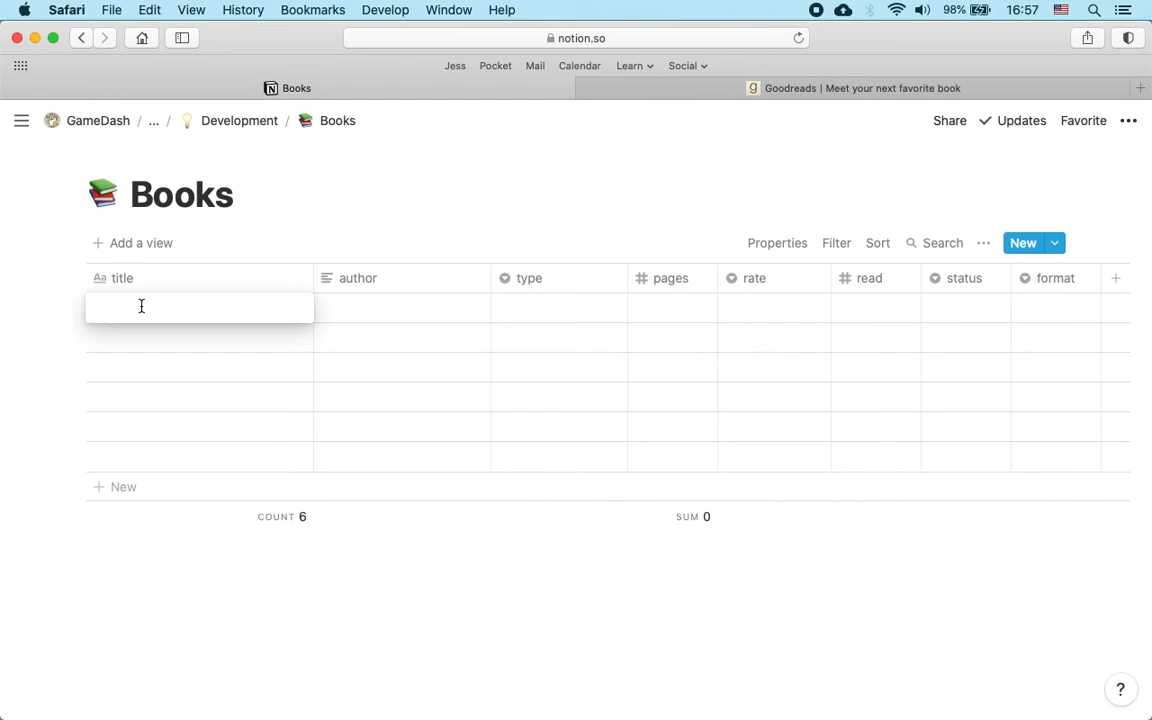 Safari File Edit View History Bookmarks Develop Window Help 98% 16:57
notion.so
Jess Pocket Mail Calendar Learn Social
Books Goodreads | Meet your next favorite book
GameDash / ... / Development / Books Share Updates Favorite •••
Books
+ Add a view Properties Filter Sort Search ••• New
Aa title author type # pages rate # read status format +
+ New
COUNT 6 SUM 0
?